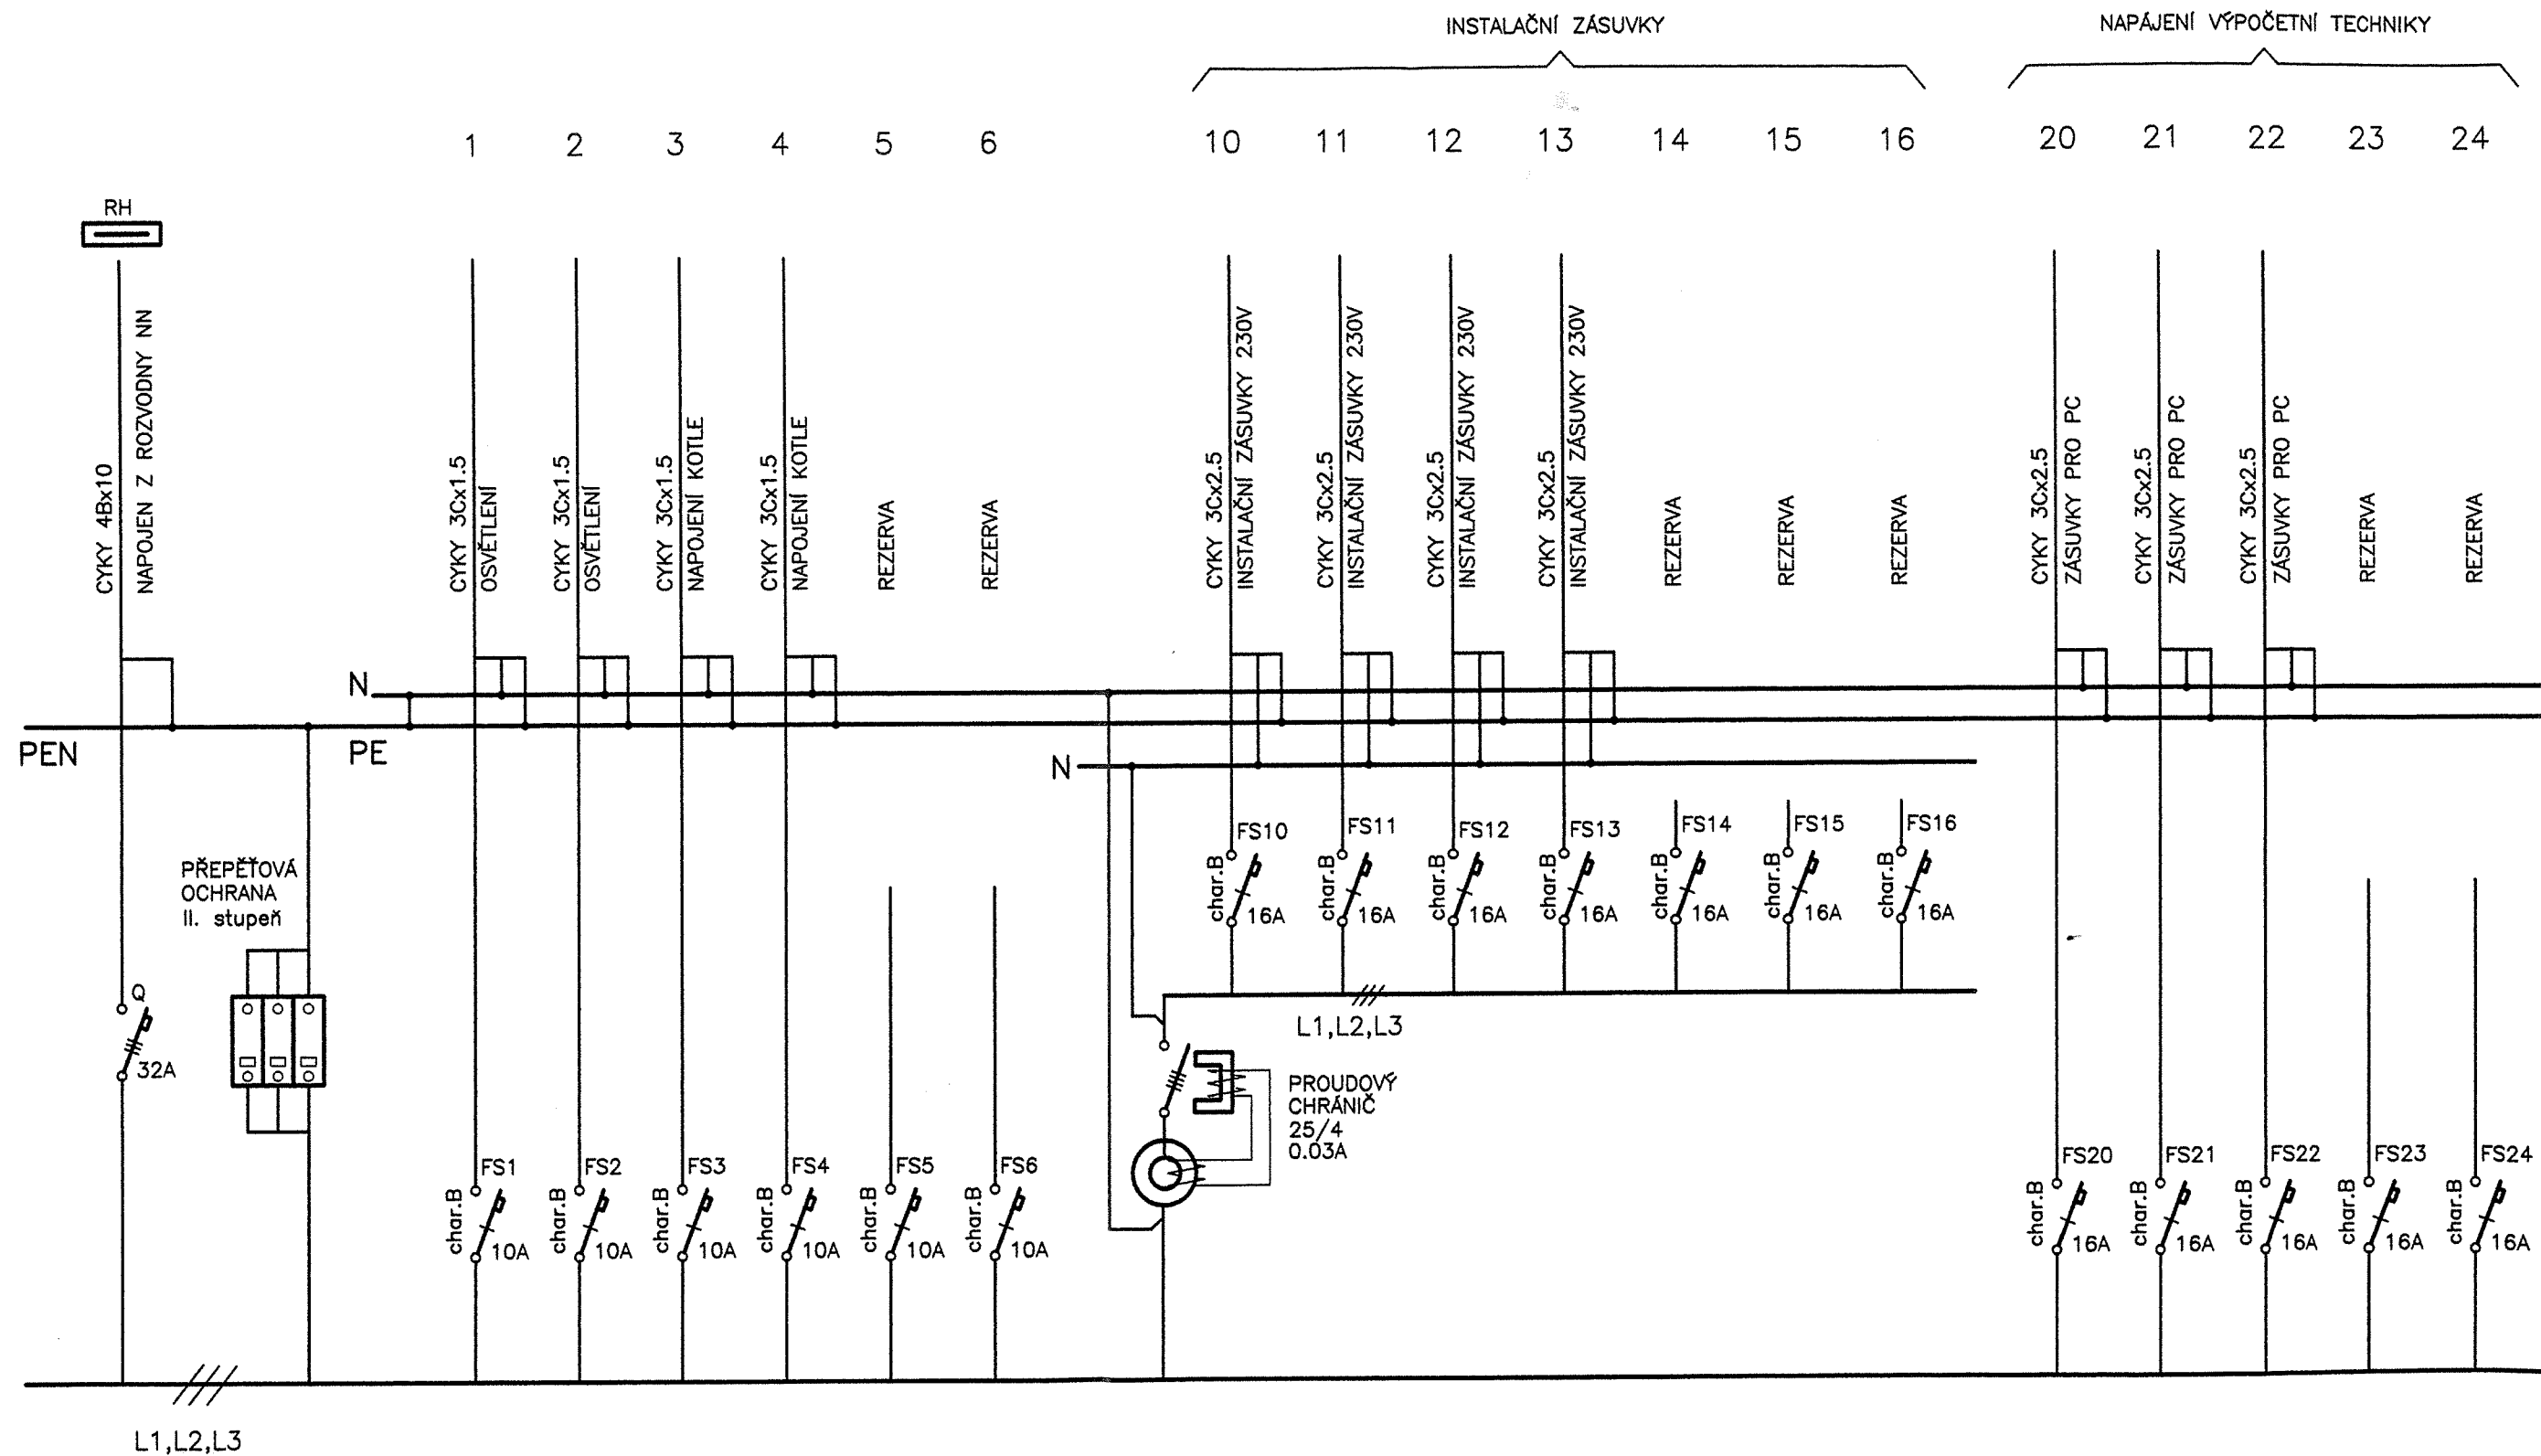 INSTALAČNÍ ZÁSUVKY
NAPÁJENÍ VÝPOČETNÍ TECHNIKY
1 2 3 4 5 6 10 11 12 13 14 15 16 20 21 22 23 24
RH
CYKY 4Bx10
NAPOJEN Z ROZVODNY NN
CYKY 3Cx1.5
OSVĚTLENÍ
CYKY 3Cx1.5
OSVĚTLENÍ
CYKY 3Cx1.5
NAPOJENÍ KOTLE
CYKY 3Cx1.5
NAPOJENÍ KOTLE
REZERVA
REZERVA
CYKY 3Cx2.5
INSTALAČNÍ ZÁSUVKY 230V
CYKY 3Cx2.5
INSTALAČNÍ ZÁSUVKY 230V
CYKY 3Cx2.5
INSTALAČNÍ ZÁSUVKY 230V
CYKY 3Cx2.5
INSTALAČNÍ ZÁSUVKY 230V
REZERVA
REZERVA
REZERVA
CYKY 3Cx2.5
ZÁSUVKY PRO PC
CYKY 3Cx2.5
ZÁSUVKY PRO PC
CYKY 3Cx2.5
ZÁSUVKY PRO PC
REZERVA
REZERVA
N
PEN
PE
N
PŘEPĚŤOVÁ
OCHRANA
II. stupeň
Q
32A
FS10
char.B
16A
FS11
char.B
16A
FS12
char.B
16A
FS13
char.B
16A
FS14
char.B
16A
FS15
char.B
16A
FS16
char.B
16A
L1,L2,L3
PROUDOVÝ
CHRÁNIČ
25/4
0.03A
FS1
char.B
10A
FS2
char.B
10A
FS3
char.B
10A
FS4
char.B
10A
FS5
char.B
10A
FS6
char.B
10A
FS20
char.B
16A
FS21
char.B
16A
FS22
char.B
16A
FS23
char.B
16A
FS24
char.B
16A
L1,L2,L3